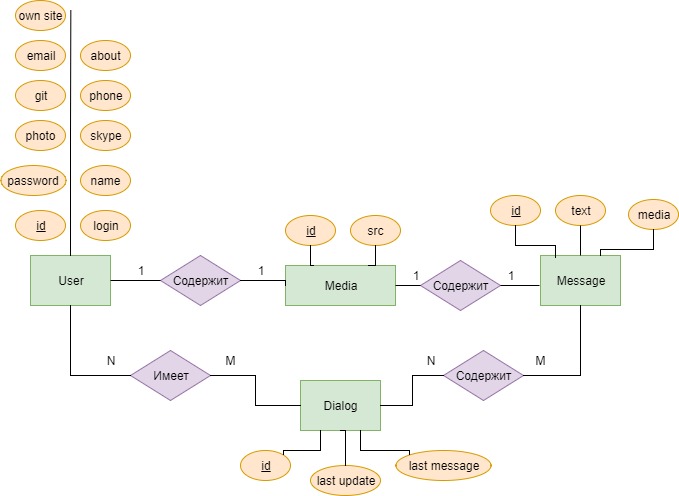 own site
email
about
git
phone
photo
skype
password
name
id
login
id
src
id
text
media
User
1
Содержит
1
Media
1
Содержит
1
Message
N
Имеет
M
N
Содержит
M
Dialog
id
last update
last message